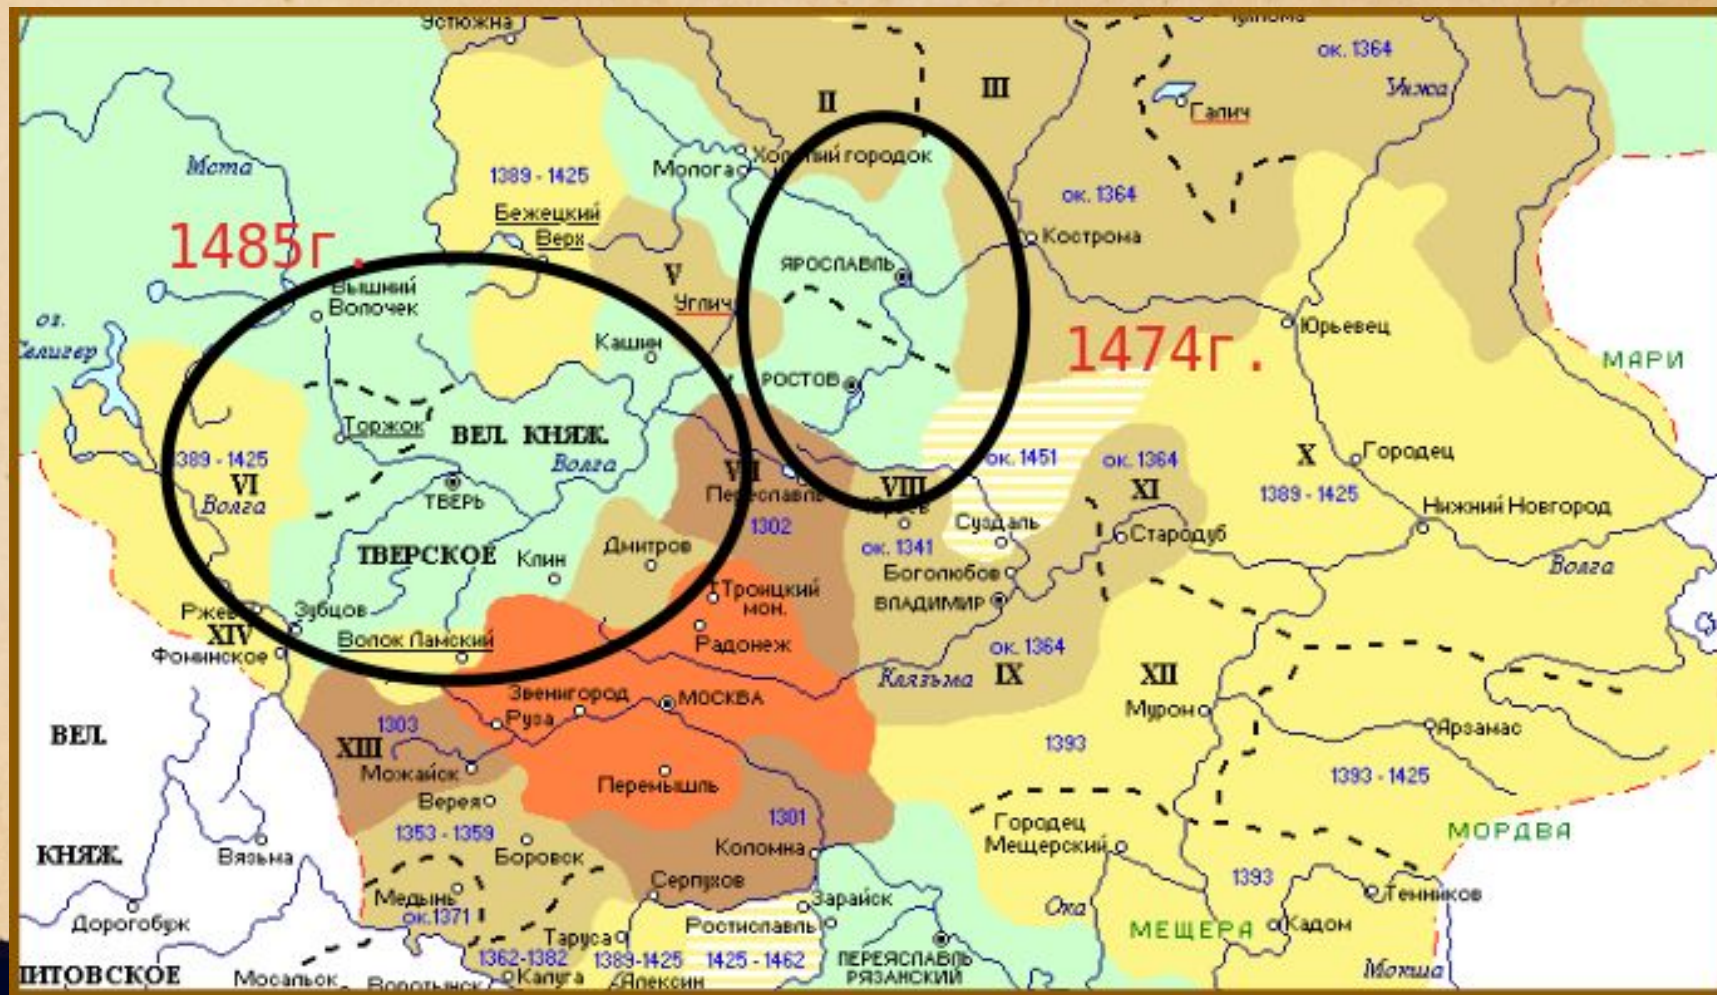 Устюжна
ок. 1364
Унжа
III
II
Галич
Мста
Молога
Холопий городок
1389 - 1425
ок. 1364
Бежецкий
Верх
Кострома
1485г.
V
ЯРОСЛАВЛЬ
Вышний
Волочек
Углич
оз.
Селигер
Кашин
Юрьевец
1474г.
МАРИ
РОСТОВ
Торжок
ВЕЛ. КНЯЖ.
Волга
1389 - 1425
VI
Волга
ТВЕРЬ
VII
Переславль
VIII
Юрьев
ок. 1451
ок. 1364
XI
X
Городец
1389 - 1425
Нижний Новгород
1302
Суздаль
Стародуб
ТВЕРСКОЕ
Клин
Дмитров
ок. 1341
Боголюбов
Волга
Троицкий
мон.
ВЛАДИМИР
Ржев
Зубцов
XIV
Фоминское
Волок Ламский
Радонеж
ок. 1364
Клязьма
IX
XII
Звенигород
МОСКВА
Руза
Муром
Арзамас
ВЕЛ.
1303
XIII
Можайск
1393
1393 - 1425
Перемышль
Верея
1301
1353 - 1359
Боровск
Коломна
Городец
Мещерский
МОРДВА
КНЯЖ.
Вязьма
Медынь
ок.1371
Серпухов
Зарайск
1393
Темников
Дорогобуж
Ока
МЕЩЕРА
Кадом
Таруса
Ростиславль
1362-1382
1389-1425
1425 - 1462
ПЕРЕЯСЛАВЛЬ
РЯЗАНСКИЙ
Мокша
ЛИТОВСКОЕ
Мосальск
Воротынск
Калуга
Алексин